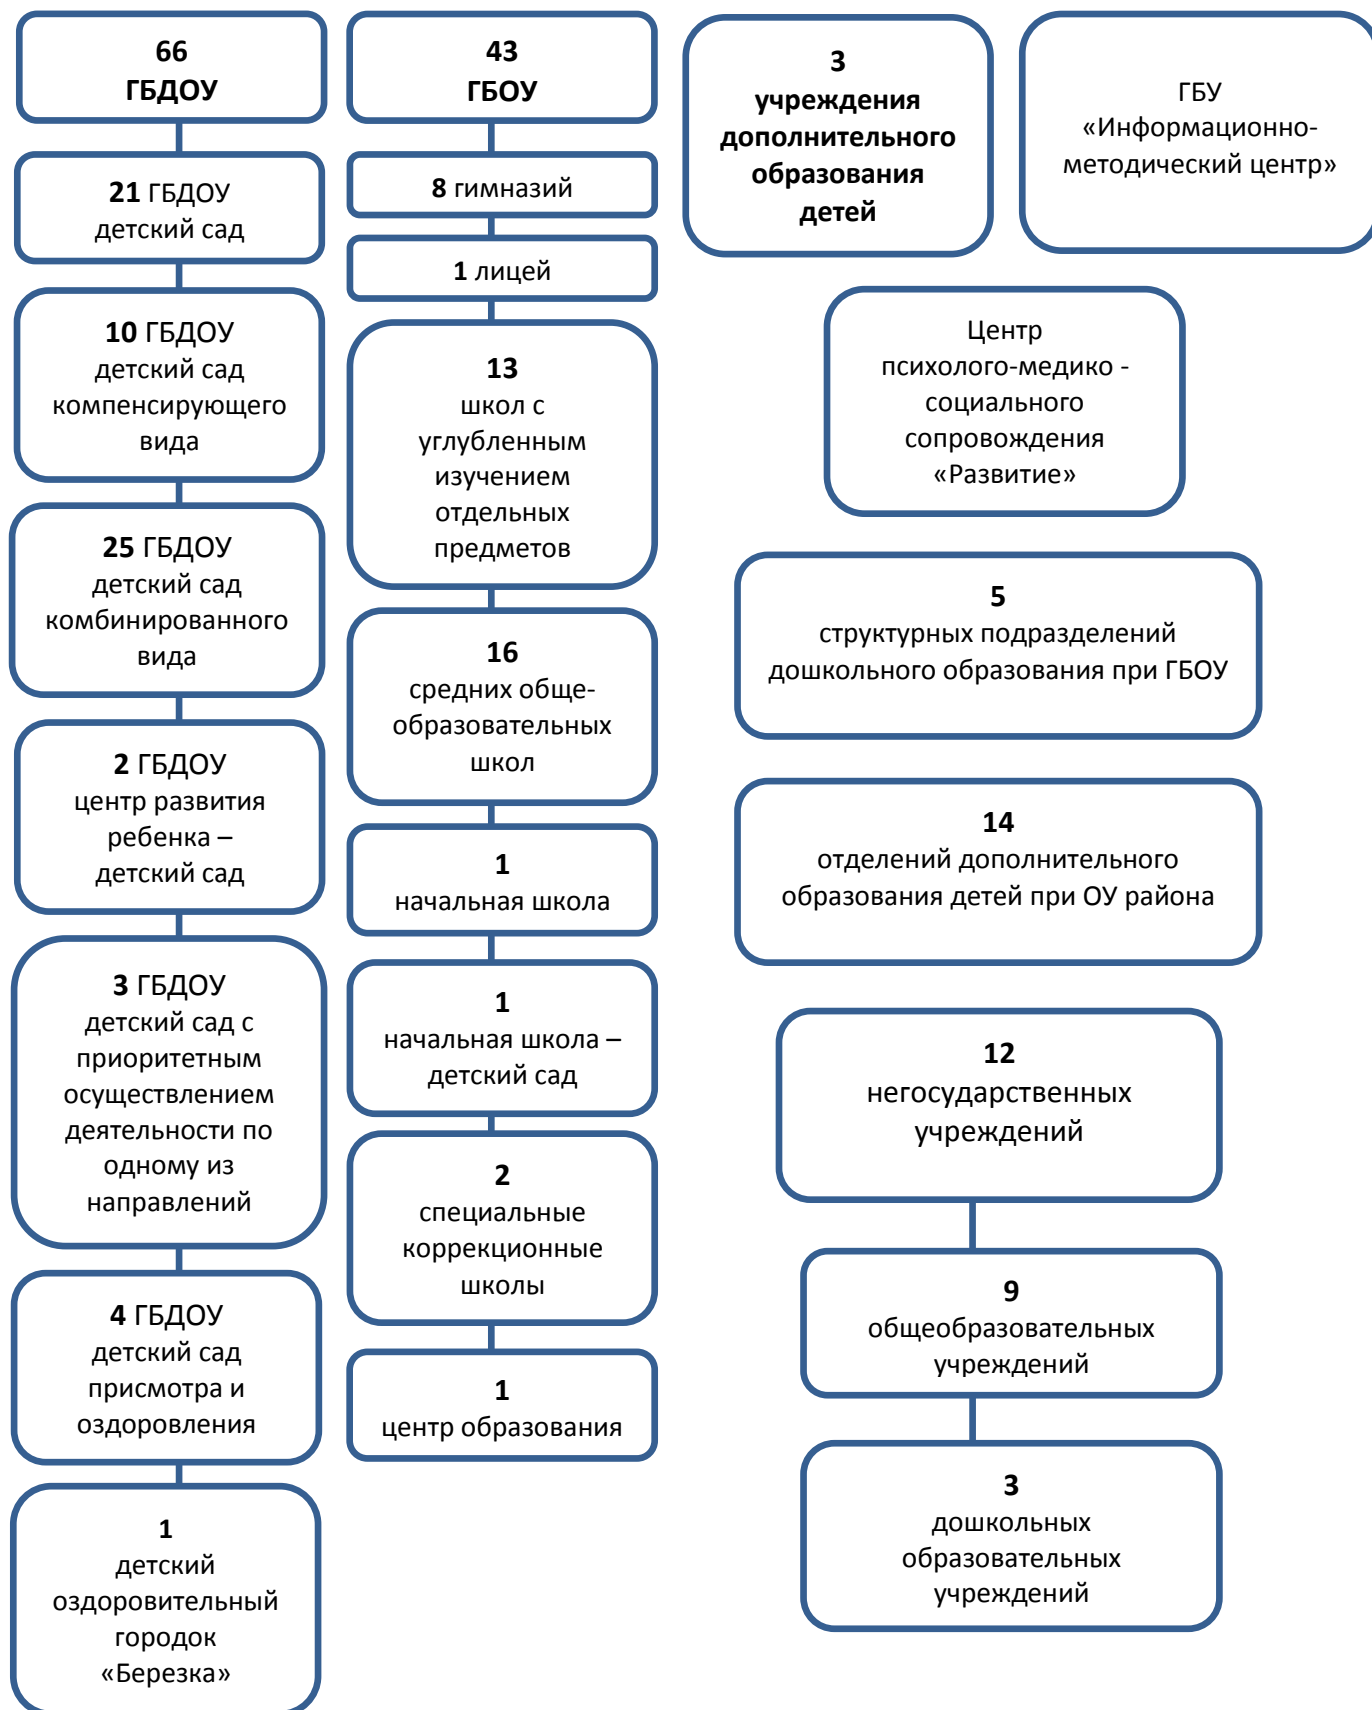 66
ГБДОУ
21 ГБДОУ
детский сад
10 ГБДОУ
детский сад
компенсирующего
вида
25 ГБДОУ
детский сад
комбинированного
вида
2 ГБДОУ
центр развития
ребенка –
детский сад
3 ГБДОУ
детский сад с
приоритетным
осуществлением
деятельности по
одному из
направлений
4 ГБДОУ
детский сад
присмотра и
оздоровления
1
детский
оздоровительный
городок
«Березка»
43
ГБОУ
8 гимназий
1 лицей
13
школ с
углубленным
изучением
отдельных
предметов
16
средних обще-
образовательных
школ
1
начальная школа
1
начальная школа –
детский сад
2
специальные
коррекционные
школы
1
центр образования
3
учреждения
дополнительного
образования
детей
ГБУ
«Информационно-
методический центр»
Центр
психолого-медико -
социального
сопровождения
«Развитие»
5
структурных подразделений
дошкольного образования при ГБОУ
14
отделений дополнительного
образования детей при ОУ района
12
негосударственных
учреждений
9
общеобразовательных
учреждений
3
дошкольных
образовательных
учреждений